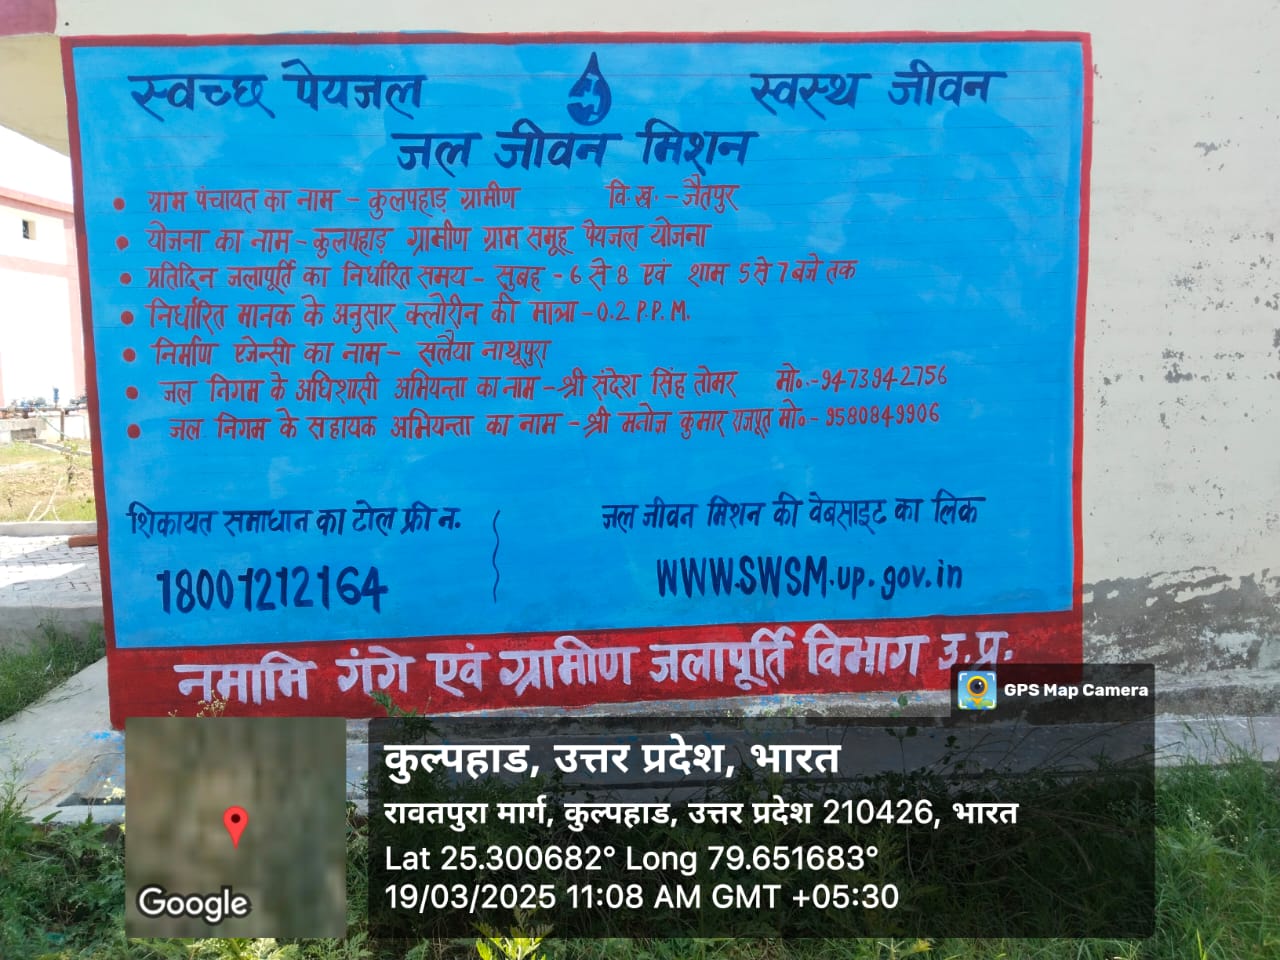 स्वच्छ पेयजल स्वस्थ जीवन
जल जीवन मिशन
• ग्राम पंचायत का नाम - कुलपहाड़ ग्रामीण वि.ख. - जैतपुर
• योजना का नाम - कुलपहाड़ ग्रामीण ग्राम समूह पेयजल योजना
• प्रतिदिन जलापूर्ति का निर्धारित समय - सुबह - 6 से 8 एवं शाम 5 से 7 बजे तक
• निर्धारित मानक के अनुसार क्लोरीन की मात्रा - 0.2 P.P.M.
• निर्माण एजेन्सी का नाम - सलैया नाथूपुरा
• जल निगम के अधिशासी अभियन्ता का नाम - श्री संदेश सिंह तोमर मो०.-9473942756
• जल निगम के सहायक अभियन्ता का नाम - श्री मनोज कुमार राजपूत मो०- 9580849906
शिकायत समाधान का टोल फ्री न.
18001212164
जल जीवन मिशन की वेबसाइट का लिंक
WWW.SWSM.up.gov.in
नमामि गंगे एवं ग्रामीण जलापूर्ति विभाग उ.प्र.
GPS Map Camera
कुल्पहाड, उत्तर प्रदेश, भारत
रावतपुरा मार्ग, कुल्पहाड, उत्तर प्रदेश 210426, भारत
Lat 25.300682° Long 79.651683°
19/03/2025 11:08 AM GMT +05:30
Google